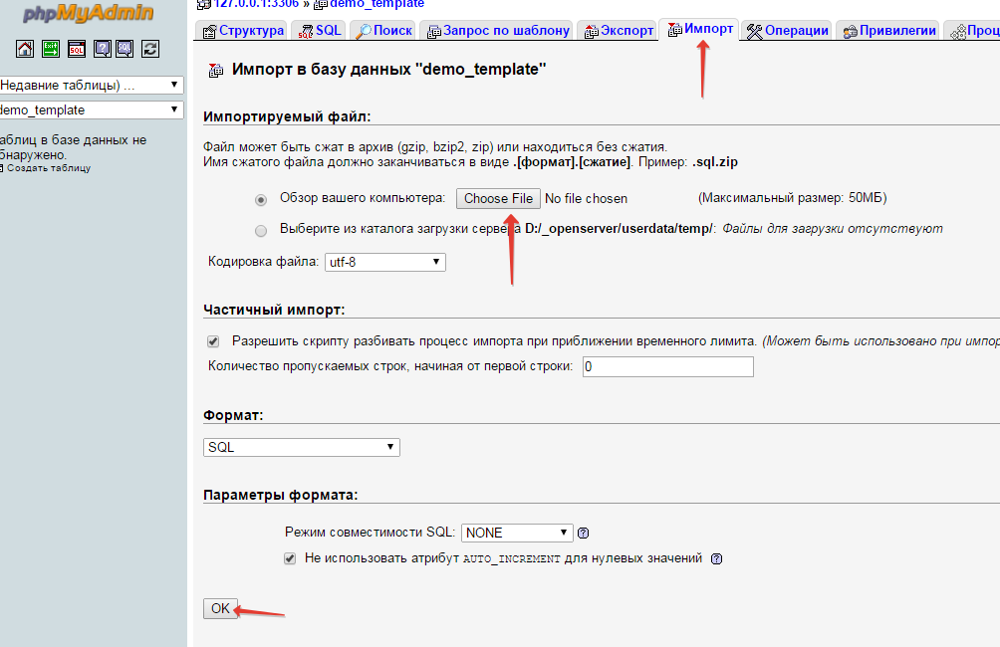 phpMyAdmin
127.0.0.1:3306 » demo_template
Структура SQL Поиск Запрос по шаблону Экспорт Импорт Операции Привилегии Проц
Exit SQL ? SQL
Недавние таблицы) ...
demo_template
аблиц в базе данных не
бнаружено.
Создать таблицу
Импорт в базу данных "demo_template"
Импортируемый файл:
Файл может быть сжат в архив (gzip, bzip2, zip) или находиться без сжатия.
Имя сжатого файла должно заканчиваться в виде .[формат].[сжатие]. Пример: .sql.zip
Обзор вашего компьютера: Choose File No file chosen (Максимальный размер: 50МБ)
Выберите из каталога загрузки сервера D:/_openserver/userdata/temp/: Файлы для загрузки отсутствуют
Кодировка файла: utf-8
Частичный импорт:
Разрешить скрипту разбивать процесс импорта при приближении временного лимита. (Может быть использовано при импор
Количество пропускаемых строк, начиная от первой строки: 0
Формат:
SQL
Параметры формата:
Режим совместимости SQL: NONE ?
Не использовать атрибут AUTO_INCREMENT для нулевых значений ?
OK